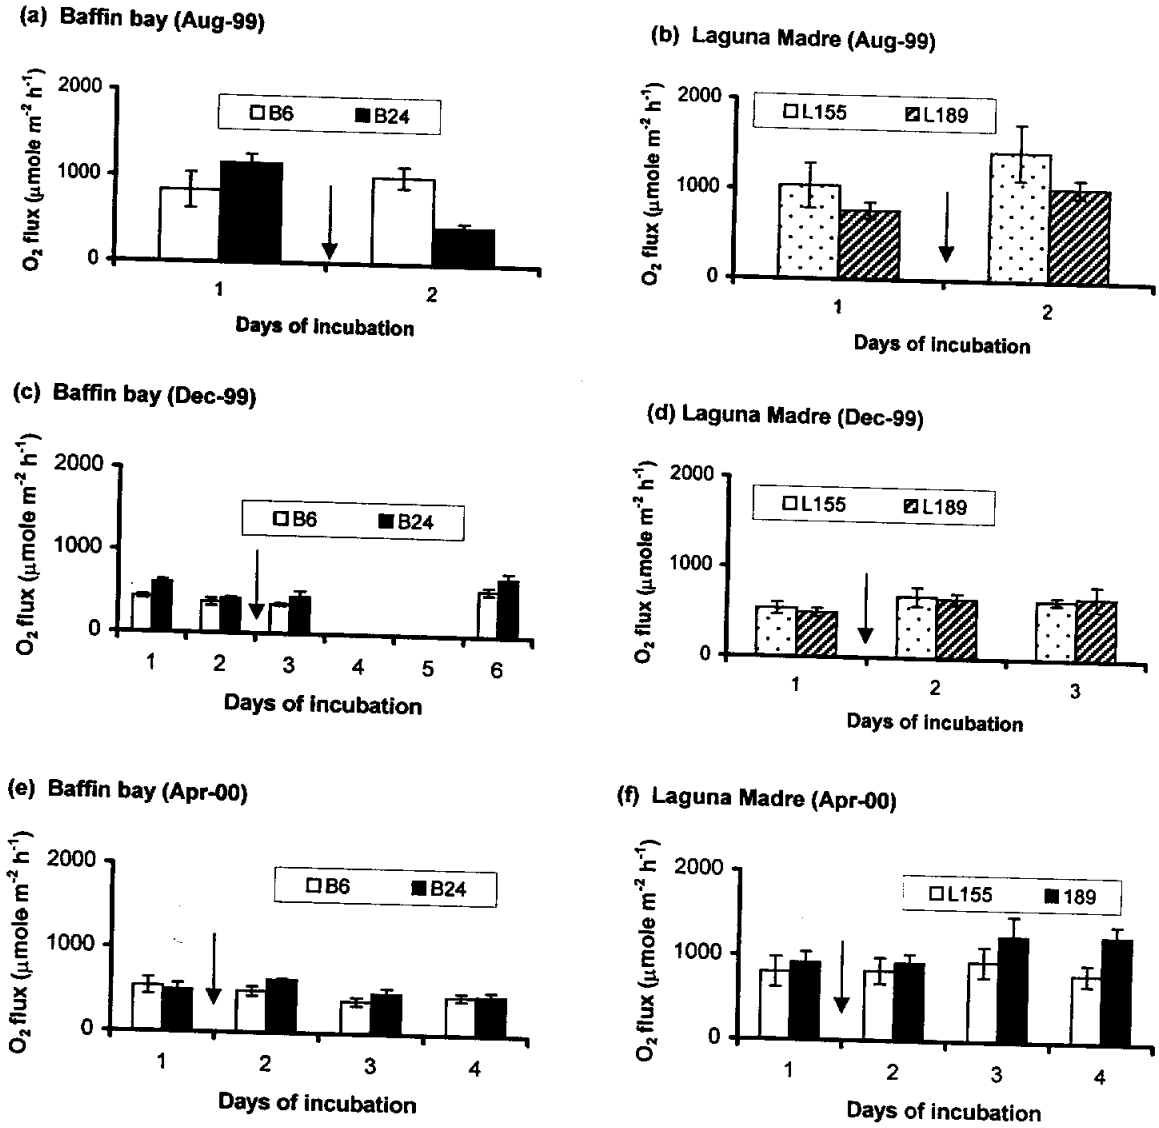 (a) Baffin bay (Aug-99)
O₂ flux (μmole m⁻² h⁻¹)
2000
1000
0
B6 B24
1 2
Days of incubation
(b) Laguna Madre (Aug-99)
O₂ flux (μmole m⁻² h⁻¹)
2000
1000
0
L155 L189
1 2
Days of incubation
(c) Baffin bay (Dec-99)
O₂ flux (μmole m⁻² h⁻¹)
2000
1000
0
B6 B24
1 2 3 4 5 6
Days of incubation
(d) Laguna Madre (Dec-99)
O₂ flux (μmole m⁻² h⁻¹)
2000
1000
0
L155 L189
1 2 3
Days of incubation
(e) Baffin bay (Apr-00)
O₂ flux (μmole m⁻² h⁻¹)
2000
1000
0
B6 B24
1 2 3 4
Days of incubation
(f) Laguna Madre (Apr-00)
O₂ flux (μmole m⁻² h⁻¹)
2000
1000
0
L155 189
1 2 3 4
Days of incubation